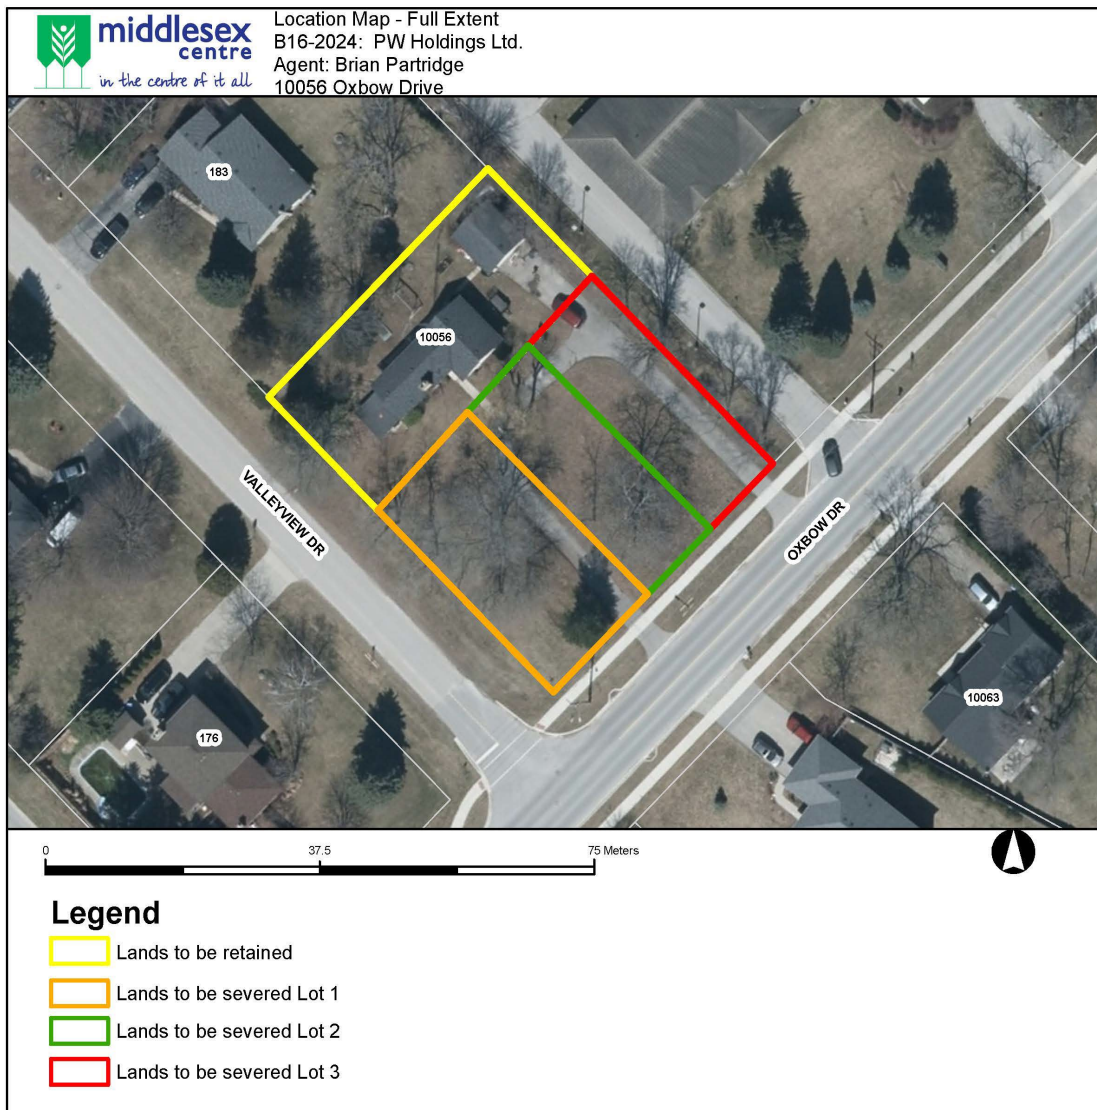 middlesex
centre
in the centre of it all
Location Map - Full Extent
B16-2024: PW Holdings Ltd.
Agent: Brian Partridge
10056 Oxbow Drive
183
10056
VALLEYVIEW DR
OXBOW DR
10063
176
0 37.5 75 Meters
Legend
Lands to be retained
Lands to be severed Lot 1
Lands to be severed Lot 2
Lands to be severed Lot 3